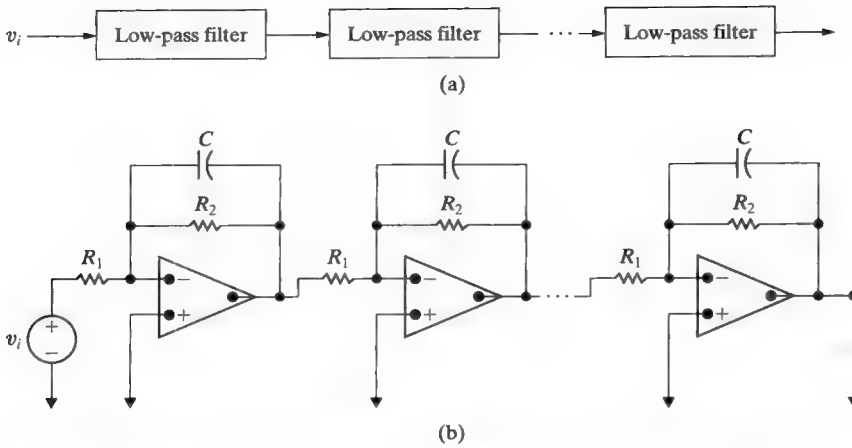 v_i Low-pass filter Low-pass filter ... Low-pass filter
(a)
C C C
R_2 R_2 R_2
R_1 R_1 R_1
− − −
+ + +
v_i + −
(b)